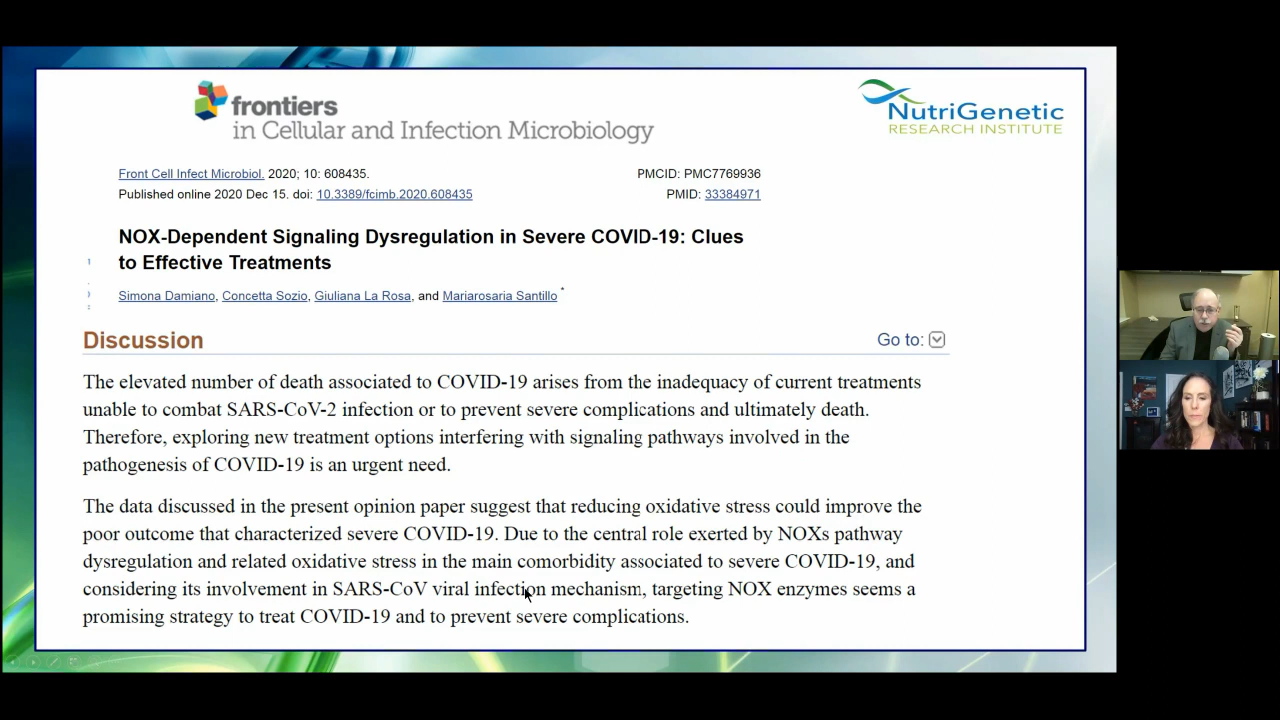 frontiers
in Cellular and Infection Microbiology
NutriGenetic
RESEARCH INSTITUTE
Front Cell Infect Microbiol. 2020; 10: 608435.
PMCID: PMC7769936
Published online 2020 Dec 15. doi: 10.3389/fcimb.2020.608435
PMID: 33384971
NOX-Dependent Signaling Dysregulation in Severe COVID-19: Clues
to Effective Treatments
Simona Damiano, Concetta Sozio, Giuliana La Rosa, and Mariarosaria Santillo *
Discussion
Go to:
The elevated number of death associated to COVID-19 arises from the inadequacy of current treatments
unable to combat SARS-CoV-2 infection or to prevent severe complications and ultimately death.
Therefore, exploring new treatment options interfering with signaling pathways involved in the
pathogenesis of COVID-19 is an urgent need.
The data discussed in the present opinion paper suggest that reducing oxidative stress could improve the
poor outcome that characterized severe COVID-19. Due to the central role exerted by NOXs pathway
dysregulation and related oxidative stress in the main comorbidity associated to severe COVID-19, and
considering its involvement in SARS-CoV viral infection mechanism, targeting NOX enzymes seems a
promising strategy to treat COVID-19 and to prevent severe complications.